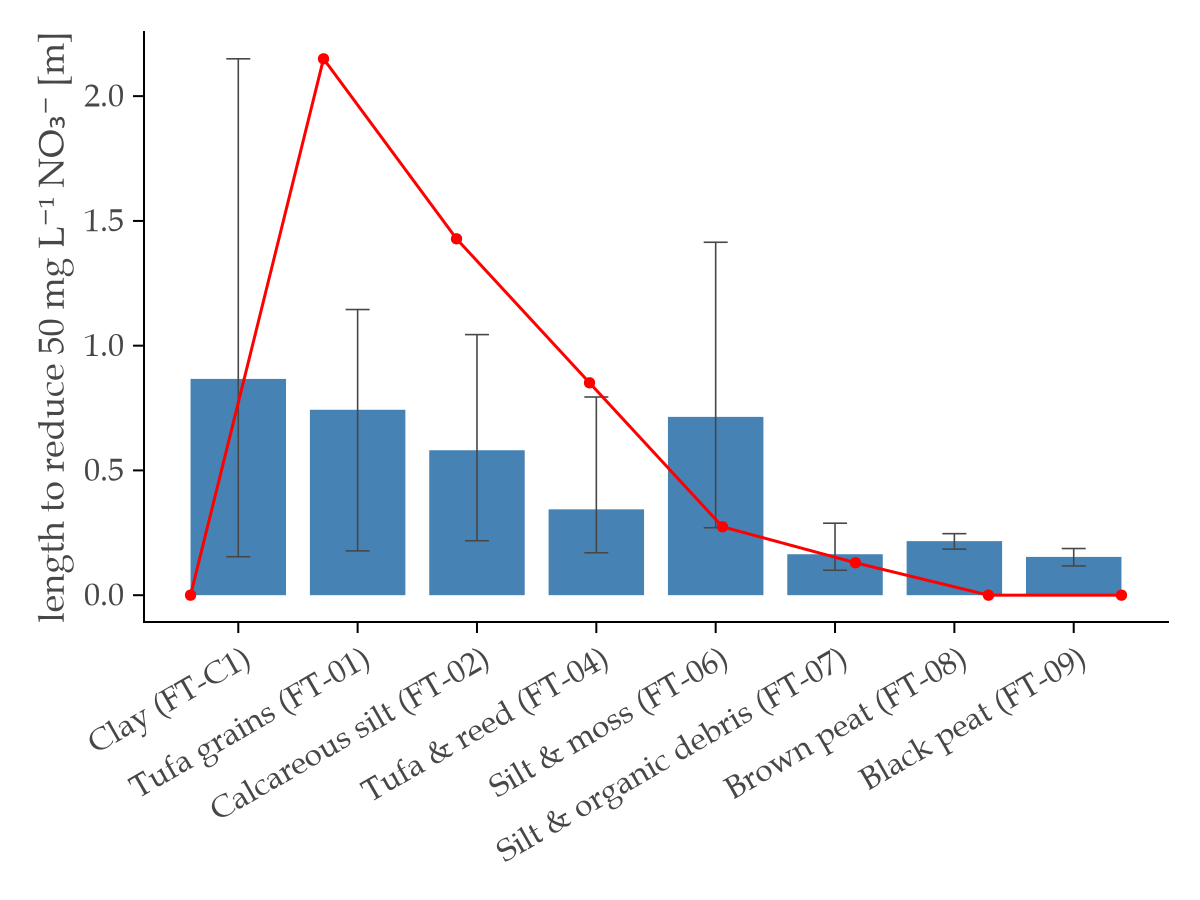 length to reduce 50 mg L⁻¹ NO₃⁻ [m]
2.0
1.5
1.0
0.5
0.0
Clay (FT-C1)
Tufa grains (FT-01)
Calcareous silt (FT-02)
Tufa & reed (FT-04)
Silt & moss (FT-06)
Silt & organic debris (FT-07)
Brown peat (FT-08)
Black peat (FT-09)